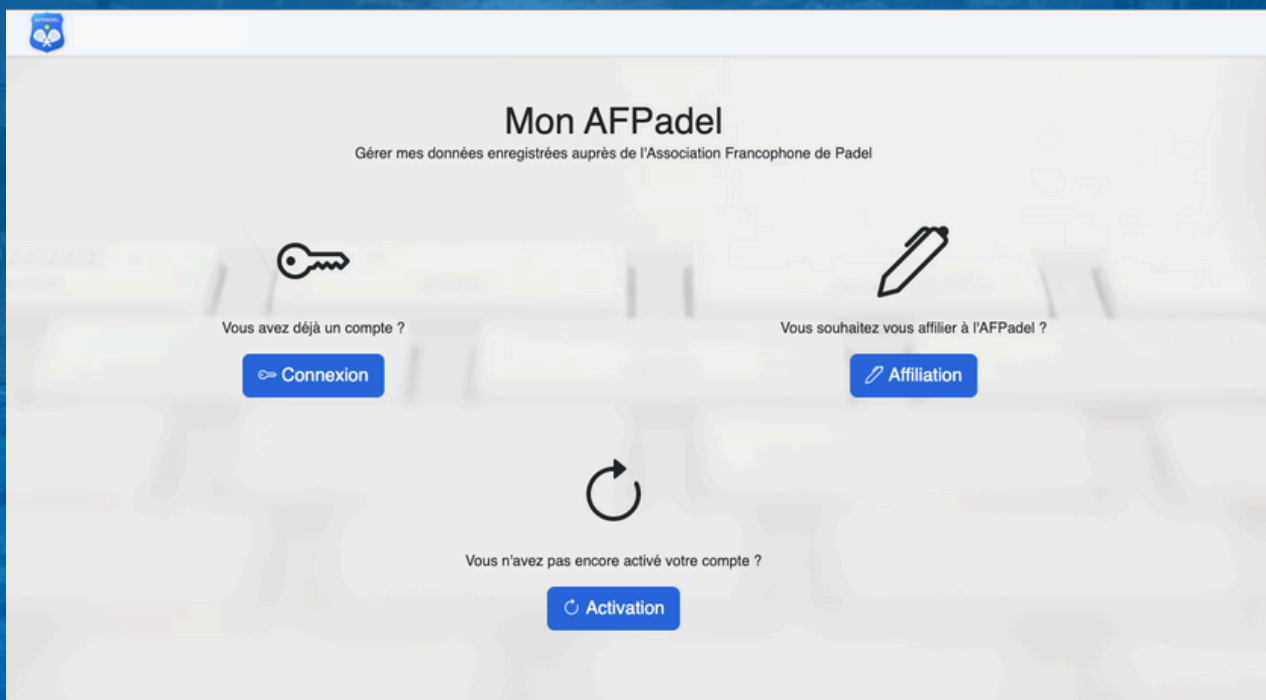 AFPADEL
Mon AFPadel
Gérer mes données enregistrées auprès de l'Association Francophone de Padel
Vous avez déjà un compte ?
Connexion
Vous souhaitez vous affilier à l'AFPadel ?
Affiliation
Vous n'avez pas encore activé votre compte ?
Activation